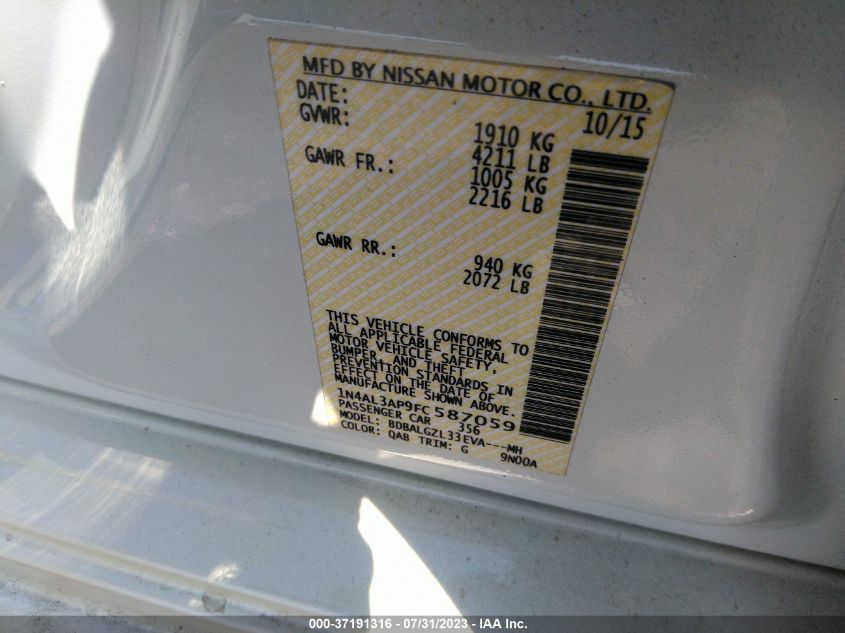 MFD BY NISSAN MOTOR CO., LTD.
DATE: 10/15
GVWR: 1910 KG
4211 LB
GAWR FR.: 1005 KG
2216 LB
GAWR RR.: 940 KG
2072 LB
THIS VEHICLE CONFORMS TO
ALL APPLICABLE FEDERAL
MOTOR VEHICLE SAFETY,
BUMPER, AND THEFT
PREVENTION STANDARDS IN
EFFECT ON THE DATE OF
MANUFACTURE SHOWN ABOVE.
1N4AL3AP9FC587059
PASSENGER CAR 356
MODEL: BDBALGZL33EVA---MH
COLOR: QAB TRIM: G 9N00A
000-37191316 - 07/31/2023 - IAA Inc.